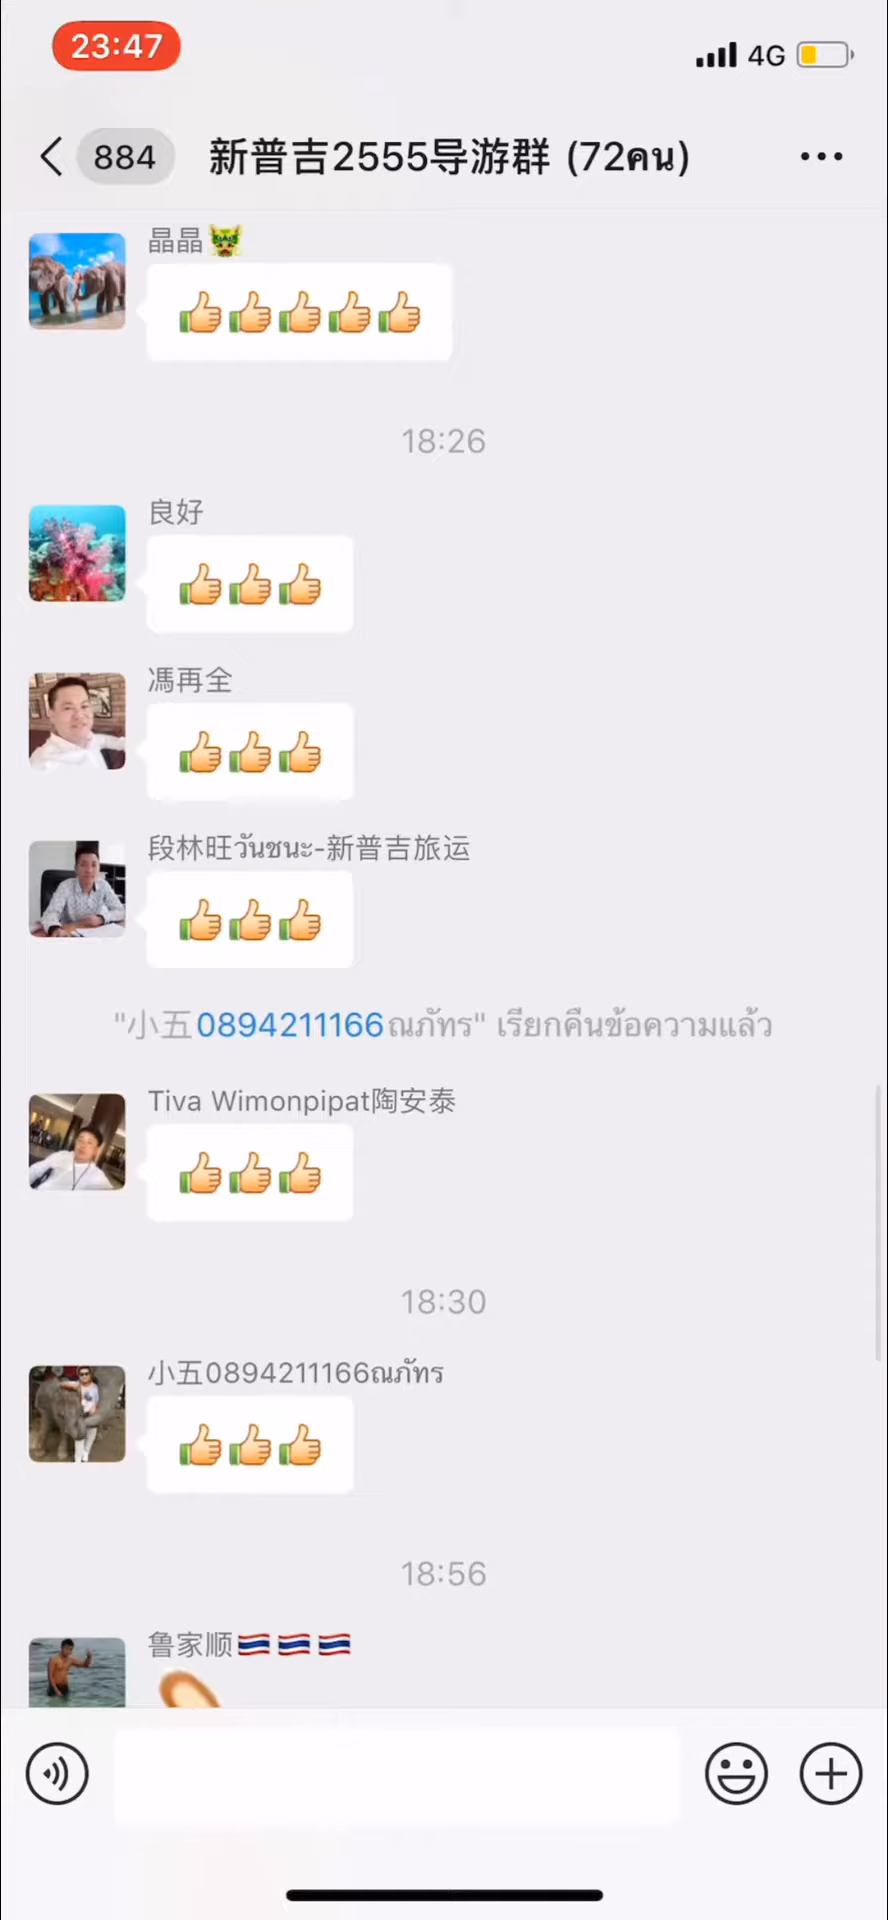 23:47
4G
884
新普吉2555导游群 (72คน)
晶晶🐲
👍👍👍👍👍
18:26
良好
👍👍👍
馮再全
👍👍👍
段林旺วันชนะ-新普吉旅运
👍👍👍
"小五0894211166ณภัทร" เรียกคืนข้อความแล้ว
Tiva Wimonpipat陶安泰
👍👍👍
18:30
小五0894211166ณภัทร
👍👍👍
18:56
鲁家顺🇹🇭🇹🇭🇹🇭